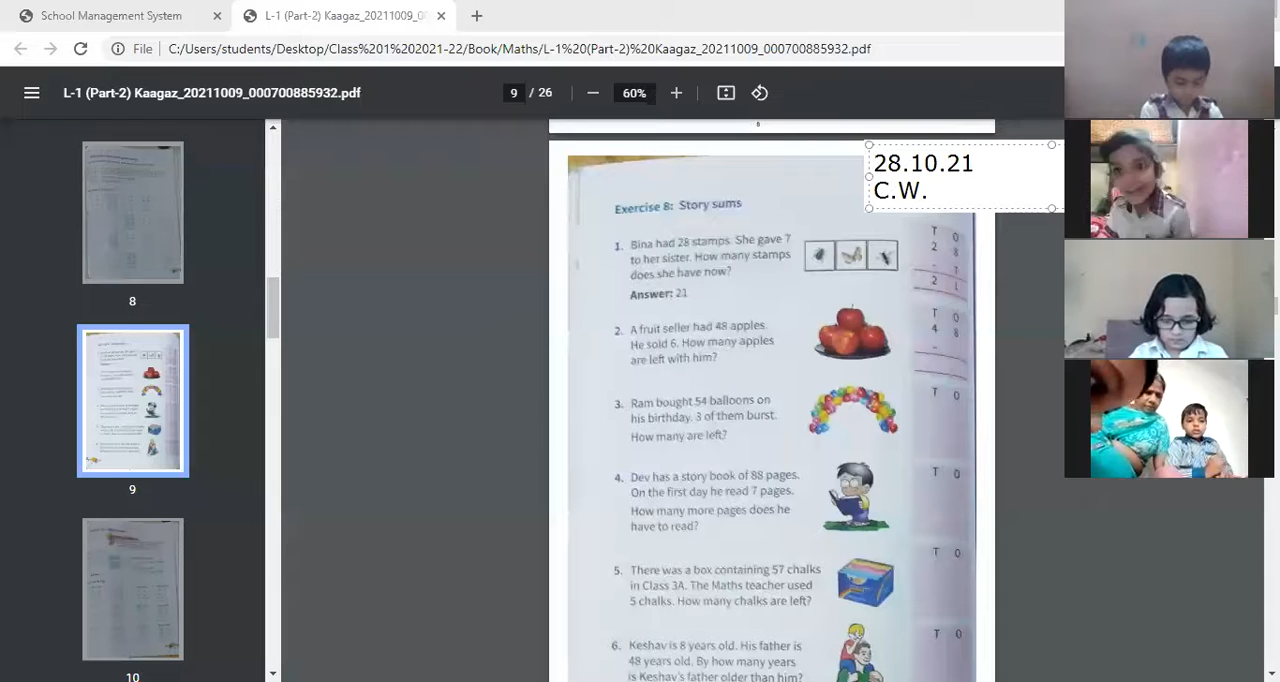 School Management System
L-1 (Part-2) Kaagaz_20211009_00
File
C:/Users/students/Desktop/Class%201%202021-22/Book/Maths/L-1%20(Part-2)%20Kaagaz_20211009_000700885932.pdf
L-1 (Part-2) Kaagaz_20211009_000700885932.pdf
9 / 26
60%
8
9
10
8
28.10.21
C.W.
Exercise 8: Story sums
1. Bina had 28 stamps. She gave 7
to her sister. How many stamps
does she have now?
Answer: 21
T O
2 8
- 7
2 1
2. A fruit seller had 48 apples.
He sold 6. How many apples
are left with him?
T O
4 8
-
3. Ram bought 54 balloons on
his birthday. 3 of them burst.
How many are left?
T O
4. Dev has a story book of 88 pages.
On the first day he read 7 pages.
How many more pages does he
have to read?
T O
5. There was a box containing 57 chalks
in Class 3A. The Maths teacher used
5 chalks. How many chalks are left?
T O
6. Keshav is 8 years old. His father is
48 years old. By how many years
is Keshav's father older than him?
T O